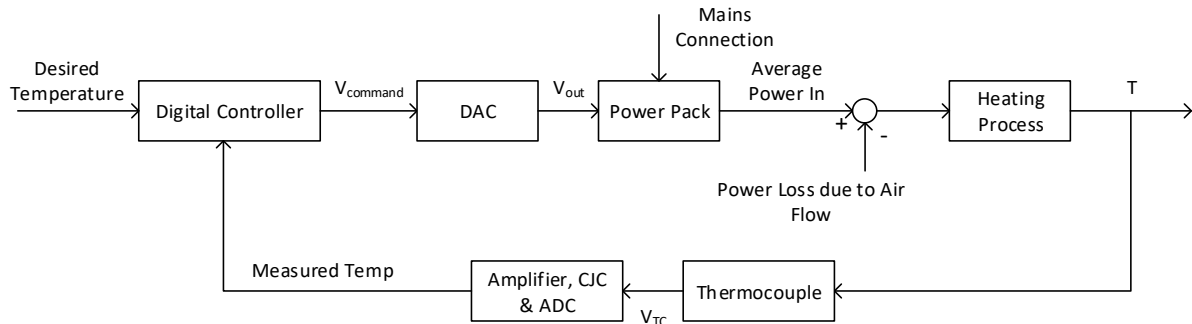 Mains
Connection
Desired
Temperature
Digital Controller
V_command
DAC
V_out
Power Pack
Average
Power In
+
-
Heating
Process
T
Power Loss due to Air
Flow
Measured Temp
Amplifier, CJC
& ADC
V_TC
Thermocouple